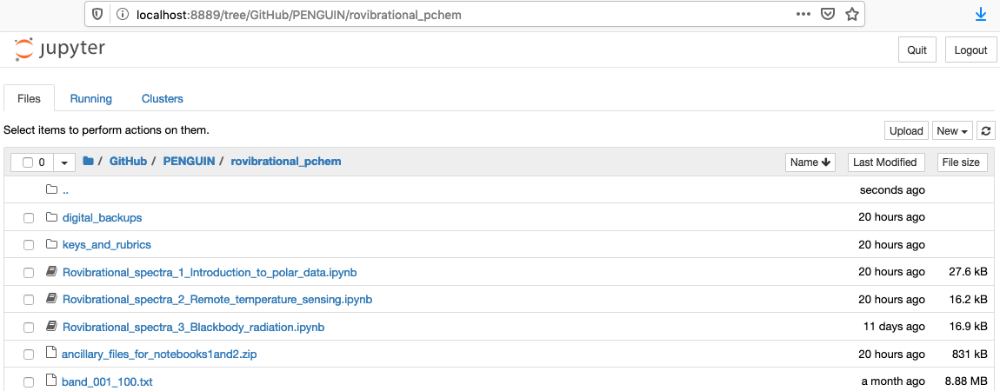 localhost:8889/tree/GitHub/PENGUIN/rovibrational_pchem
jupyter Quit Logout
Files Running Clusters
Select items to perform actions on them. Upload New
0 / GitHub / PENGUIN / rovibrational_pchem Name Last Modified File size
.. seconds ago
digital_backups 20 hours ago
keys_and_rubrics 20 hours ago
Rovibrational_spectra_1_Introduction_to_polar_data.ipynb 20 hours ago 27.6 kB
Rovibrational_spectra_2_Remote_temperature_sensing.ipynb 20 hours ago 16.2 kB
Rovibrational_spectra_3_Blackbody_radiation.ipynb 11 days ago 16.9 kB
ancillary_files_for_notebooks1and2.zip 20 hours ago 831 kB
band_001_100.txt a month ago 8.88 MB